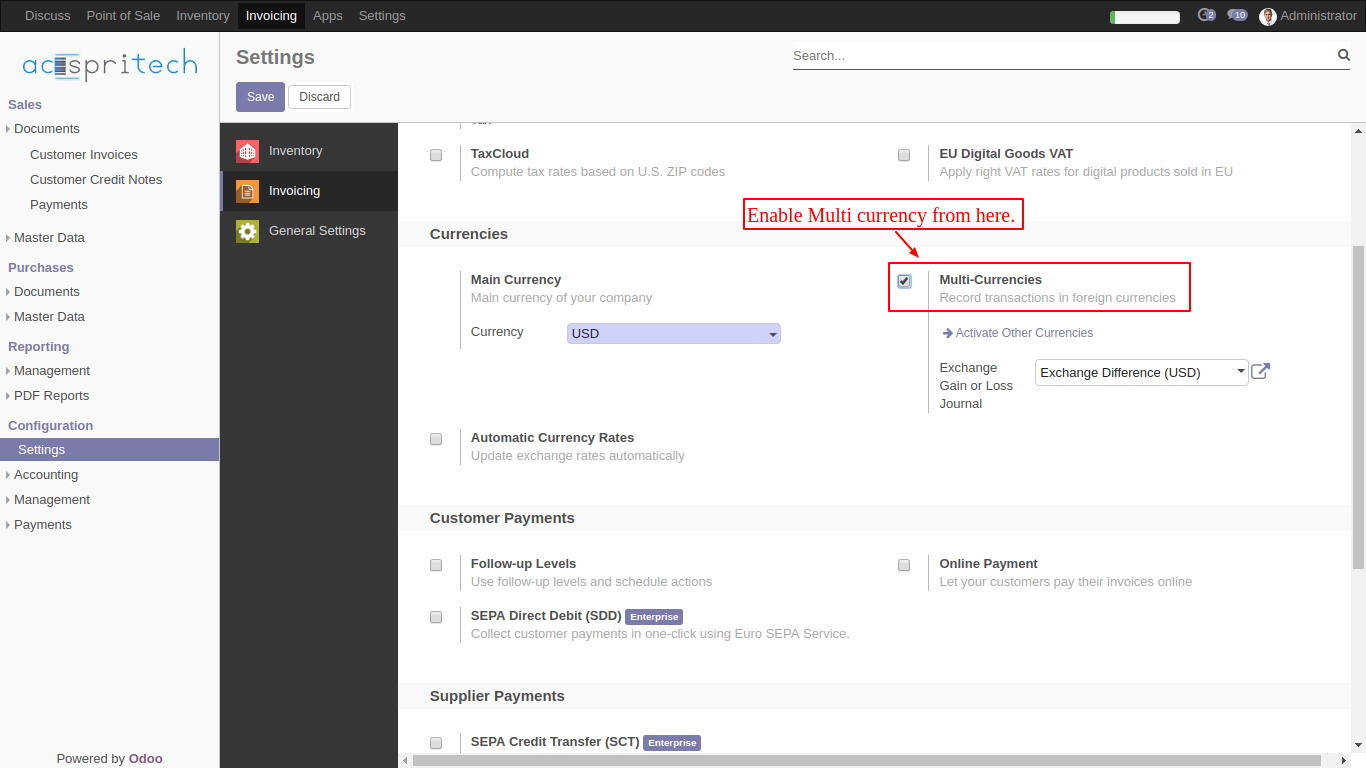 Discuss Point of Sale Inventory Invoicing Apps Settings 2 10 Administrator
acespritech
Sales
Documents
Customer Invoices
Customer Credit Notes
Payments
Master Data
Purchases
Documents
Master Data
Reporting
Management
PDF Reports
Configuration
Settings
Accounting
Management
Payments
Powered by Odoo
Settings
Search...
Save Discard
Inventory
Invoicing
General Settings
TaxCloud
Compute tax rates based on U.S. ZIP codes
EU Digital Goods VAT
Apply right VAT rates for digital products sold in EU
Enable Multi currency from here.
Currencies
Main Currency
Main currency of your company
Currency USD
Multi-Currencies
Record transactions in foreign currencies
Activate Other Currencies
Exchange
Gain or Loss
Journal
Exchange Difference (USD)
Automatic Currency Rates
Update exchange rates automatically
Customer Payments
Follow-up Levels
Use follow-up levels and schedule actions
Online Payment
Let your customers pay their invoices online
SEPA Direct Debit (SDD) Enterprise
Collect customer payments in one-click using Euro SEPA Service.
Supplier Payments
SEPA Credit Transfer (SCT) Enterprise